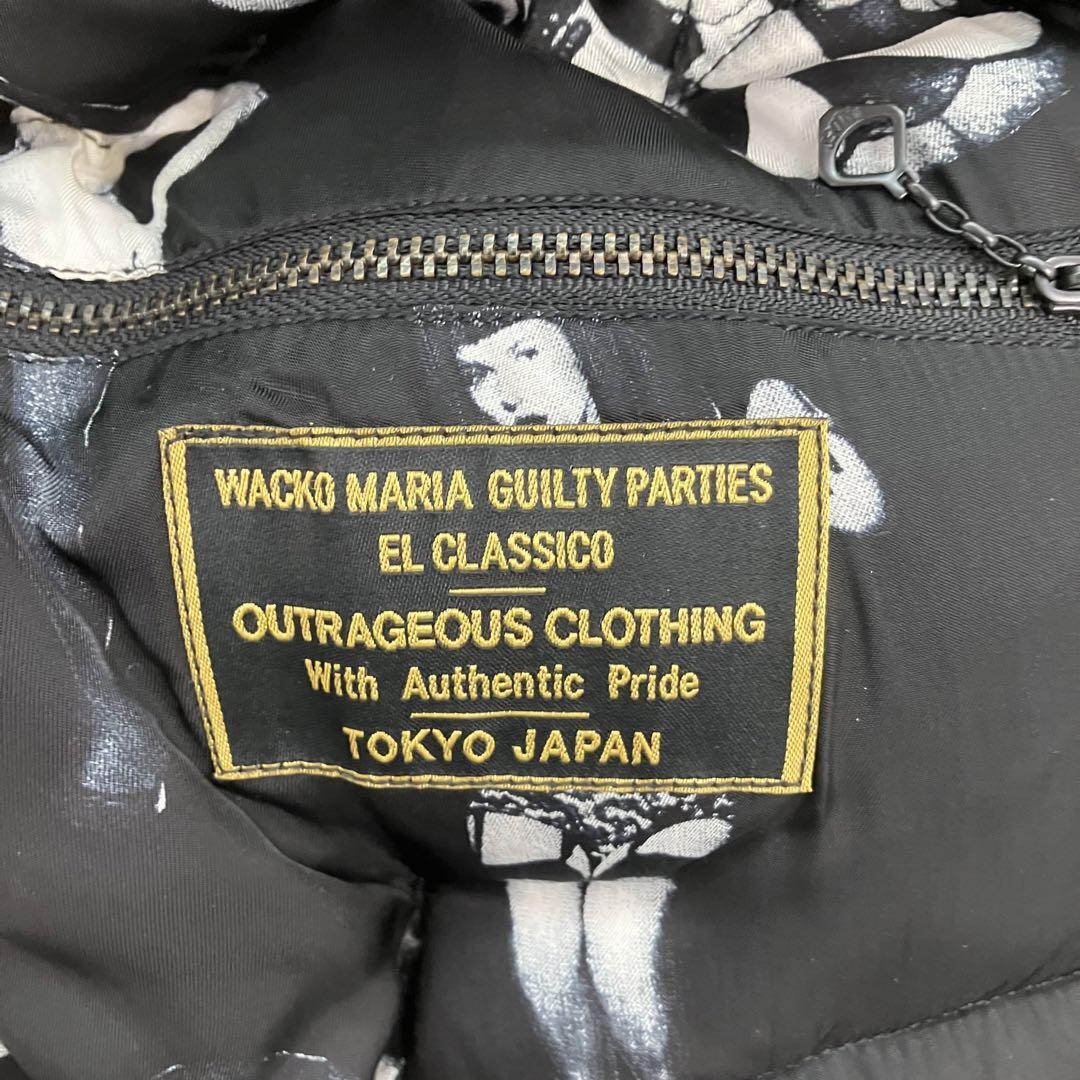 WACKO MARIA GUILTY PARTIES
EL CLASSICO
OUTRAGEOUS CLOTHING
With Authentic Pride
TOKYO JAPAN